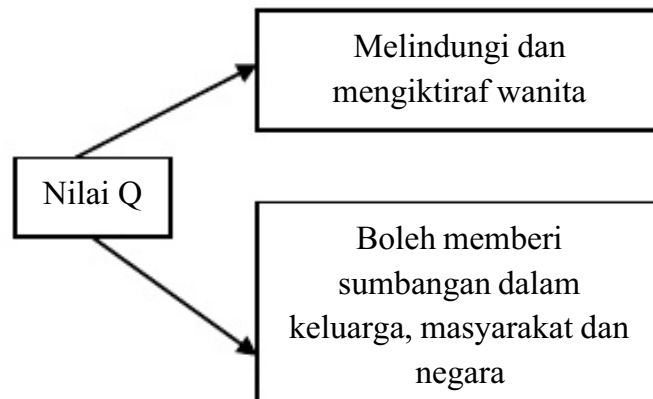 Melindungi dan
mengiktiraf wanita
Nilai Q
Boleh memberi
sumbangan dalam
keluarga, masyarakat dan
negara